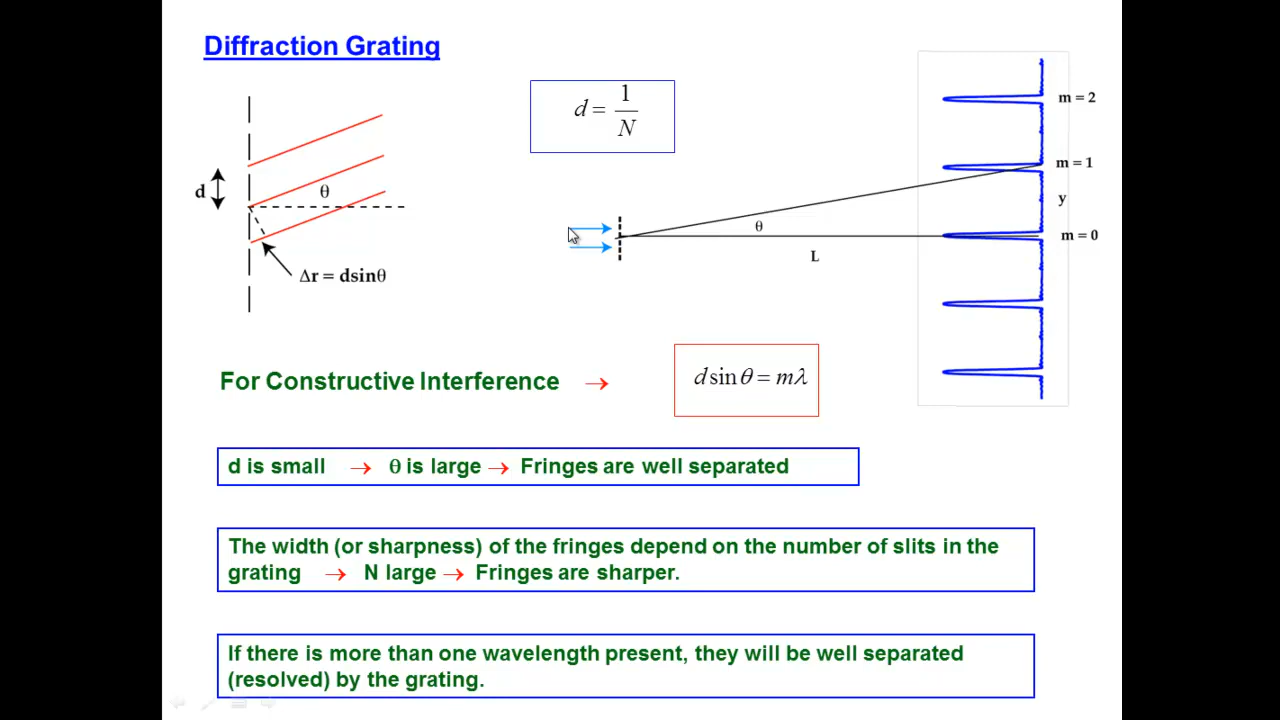 Diffraction Grating
d = 1/N
m = 2
m = 1
d
θ
y
θ
m = 0
L
Δr = dsinθ
For Constructive Interference →
d sin θ = mλ
d is small → θ is large → Fringes are well separated
The width (or sharpness) of the fringes depend on the number of slits in the
grating → N large → Fringes are sharper.
If there is more than one wavelength present, they will be well separated
(resolved) by the grating.